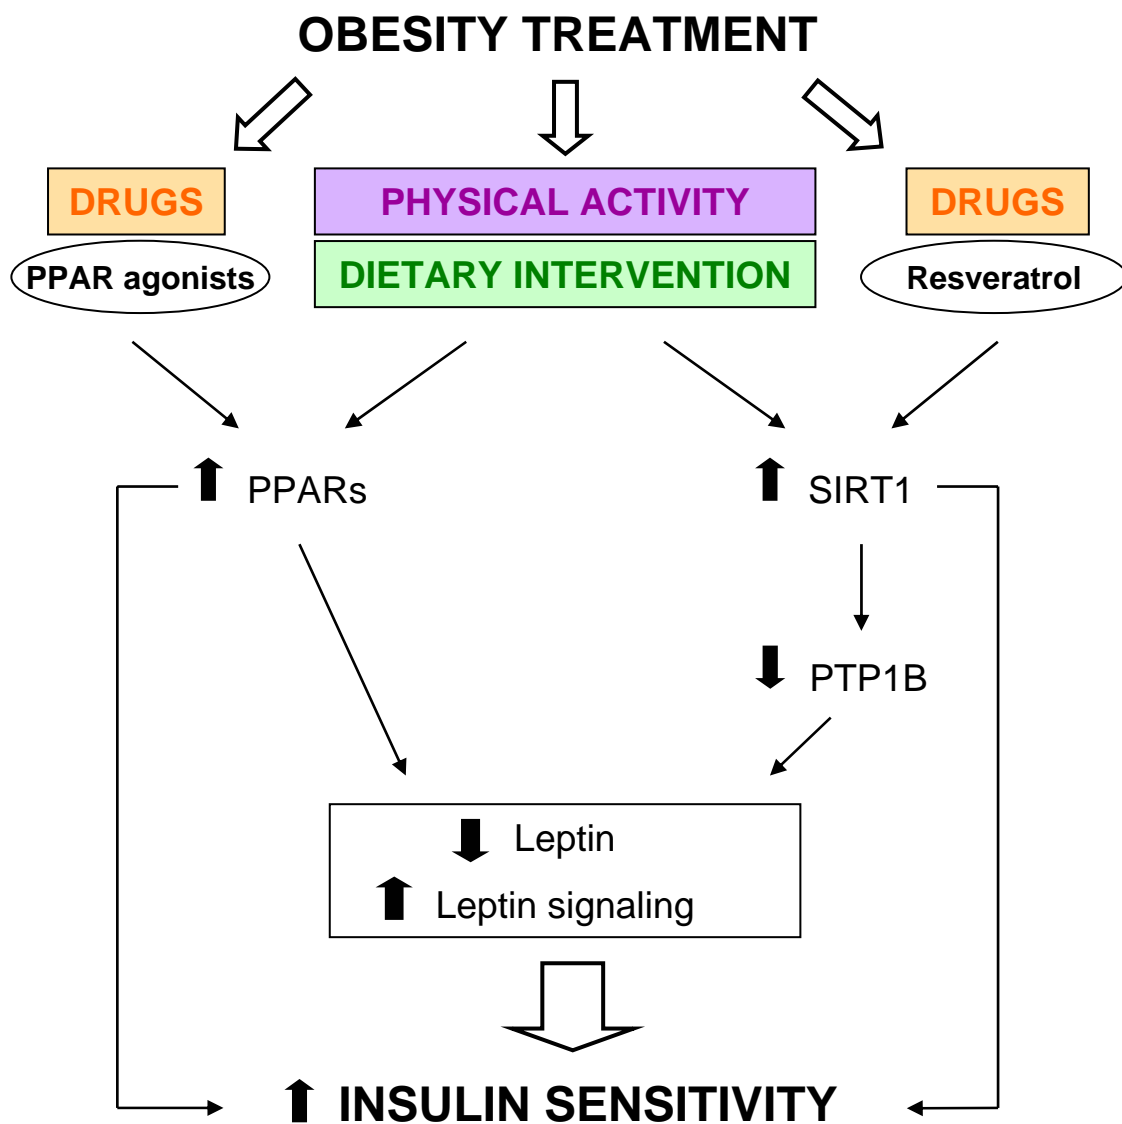 OBESITY TREATMENT
DRUGS
PHYSICAL ACTIVITY
DRUGS
PPAR agonists
DIETARY INTERVENTION
Resveratrol
PPARs
SIRT1
PTP1B
Leptin
Leptin signaling
INSULIN SENSITIVITY